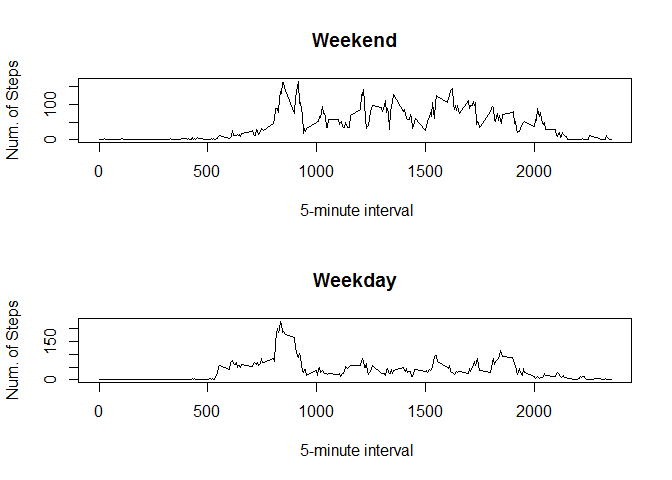 Weekend
Num. of Steps
100
0
0 500 1000 1500 2000
5-minute interval
Weekday
Num. of Steps
150
0
0 500 1000 1500 2000
5-minute interval